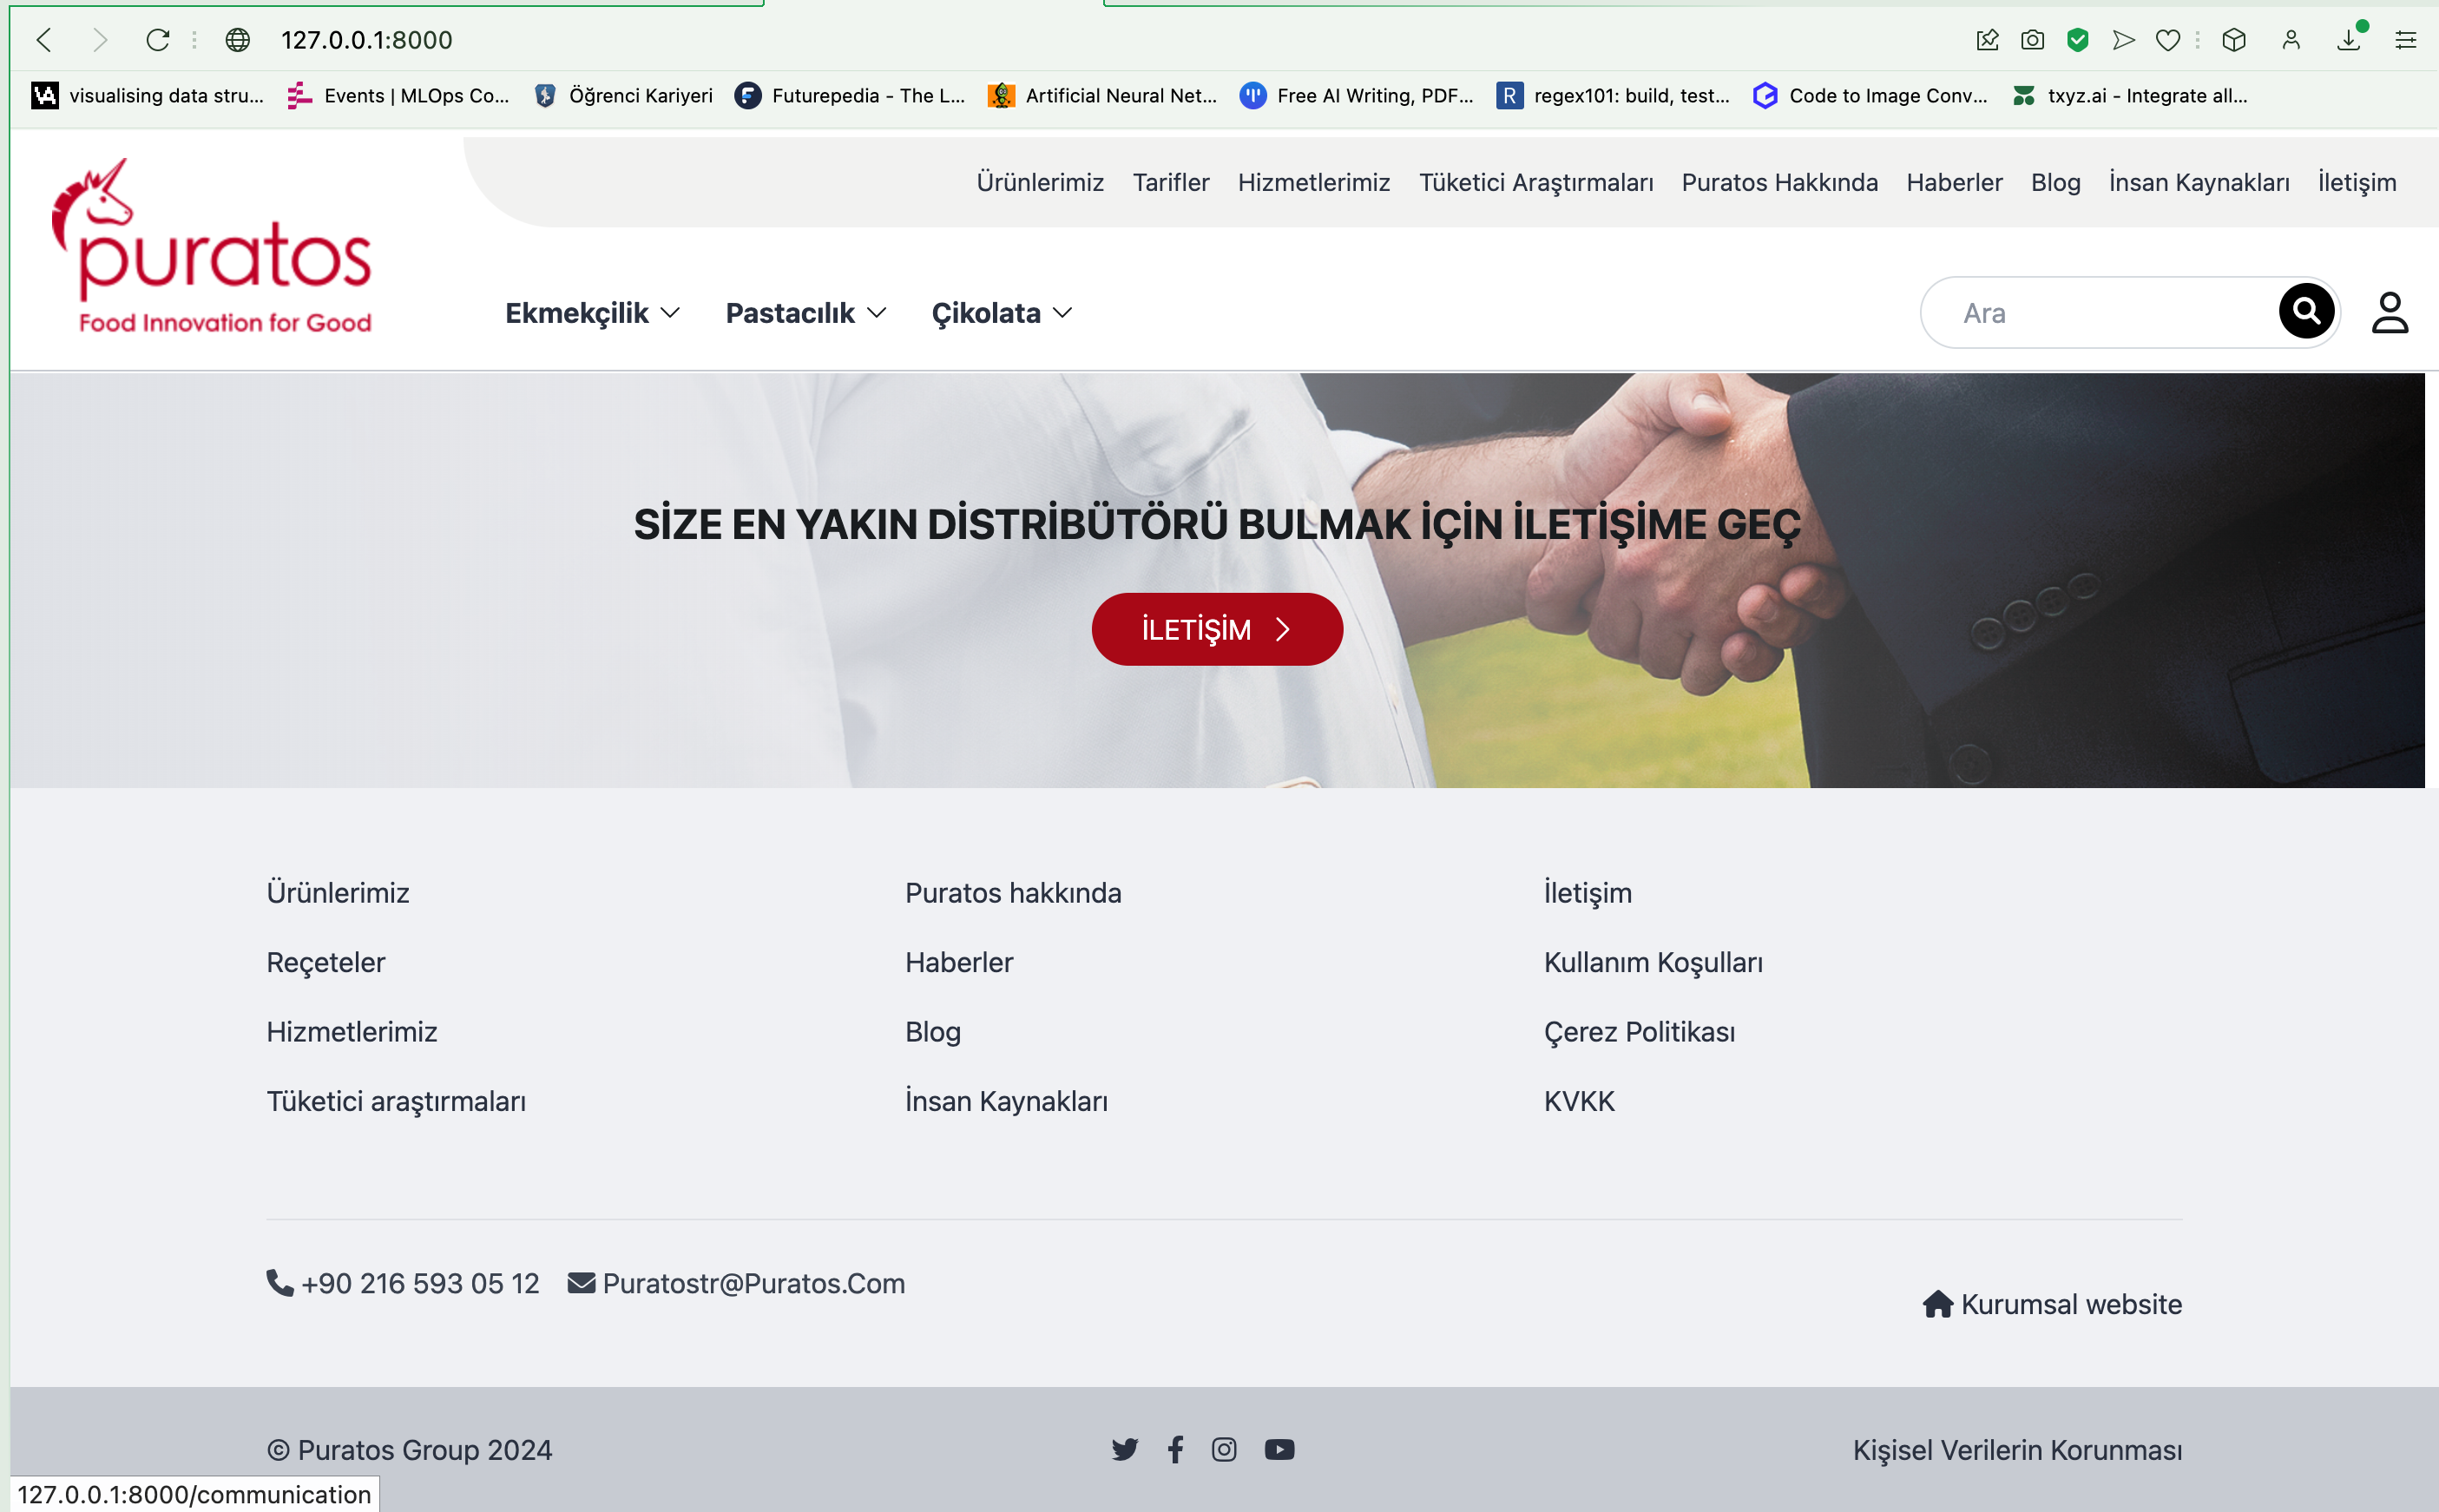 127.0.0.1:8000
visualising data stru... Events | MLOps Co... Öğrenci Kariyeri Futurepedia - The L... Artificial Neural Net... Free AI Writing, PDF... regex101: build, test... Code to Image Conv... txyz.ai - Integrate all...
Ürünlerimiz Tarifler Hizmetlerimiz Tüketici Araştırmaları Puratos Hakkında Haberler Blog İnsan Kaynakları İletişim
puratos
Food Innovation for Good
Ekmekçilik Pastacılık Çikolata Ara
SİZE EN YAKIN DİSTRİBÜTÖRÜ BULMAK İÇİN İLETİŞİME GEÇ
İLETİŞİM
Ürünlerimiz Puratos hakkında İletişim
Reçeteler Haberler Kullanım Koşulları
Hizmetlerimiz Blog Çerez Politikası
Tüketici araştırmaları İnsan Kaynakları KVKK
+90 216 593 05 12 Puratostr@Puratos.Com
Kurumsal website
© Puratos Group 2024 Kişisel Verilerin Korunması
127.0.0.1:8000/communication